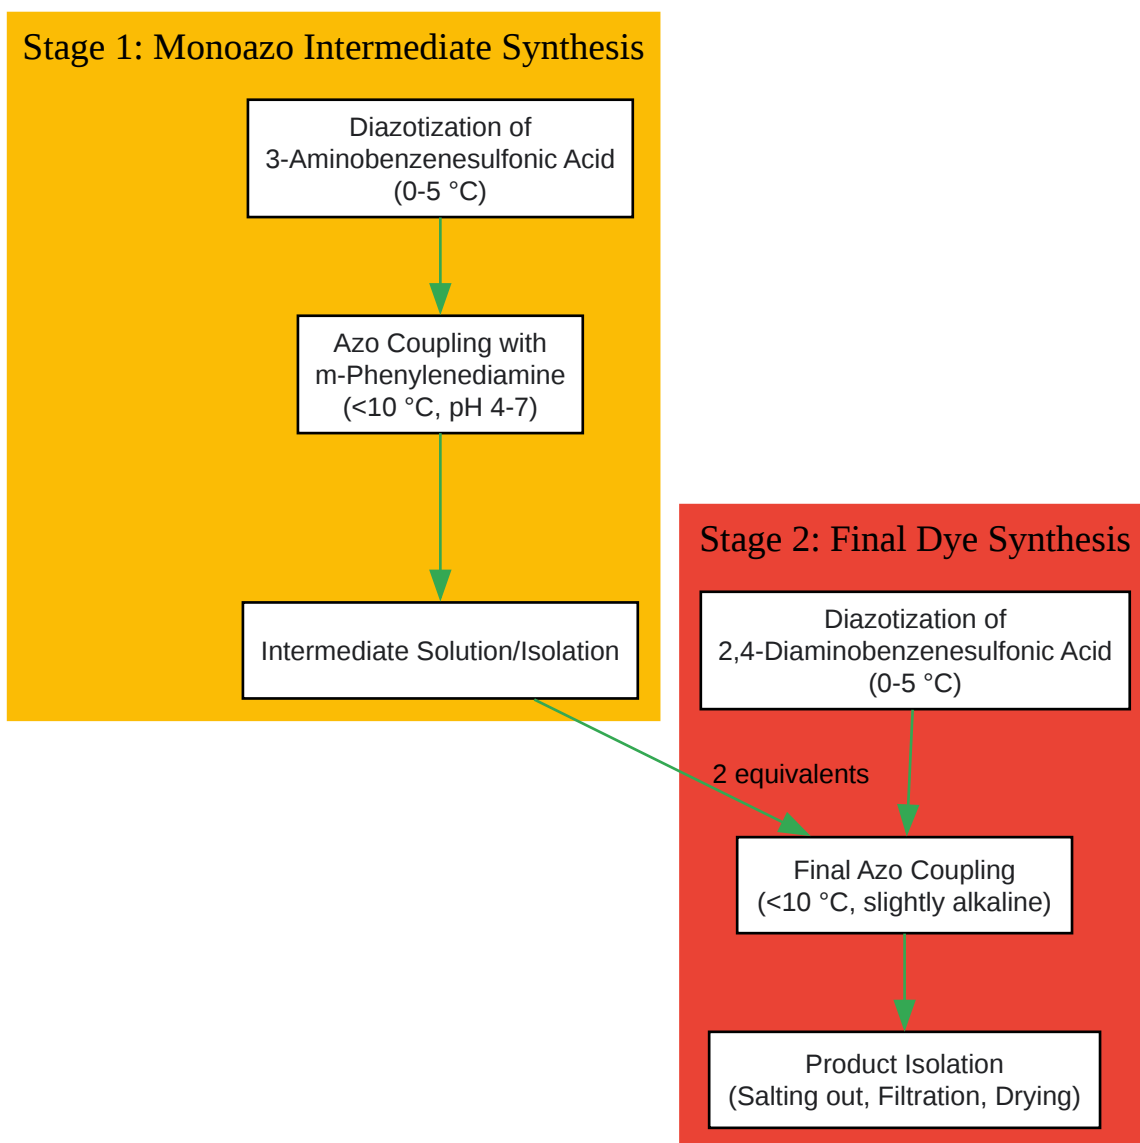 Stage 1: Monoazo Intermediate Synthesis
Diazotization of
3-Aminobenzenesulfonic Acid
(0-5 °C)
Azo Coupling with
m-Phenylenediamine
(<10 °C, pH 4-7)
Intermediate Solution/Isolation
Stage 2: Final Dye Synthesis
Diazotization of
2,4-Diaminobenzenesulfonic Acid
(0-5 °C)
2 equivalents
Final Azo Coupling
(<10 °C, slightly alkaline)
Product Isolation
(Salting out, Filtration, Drying)